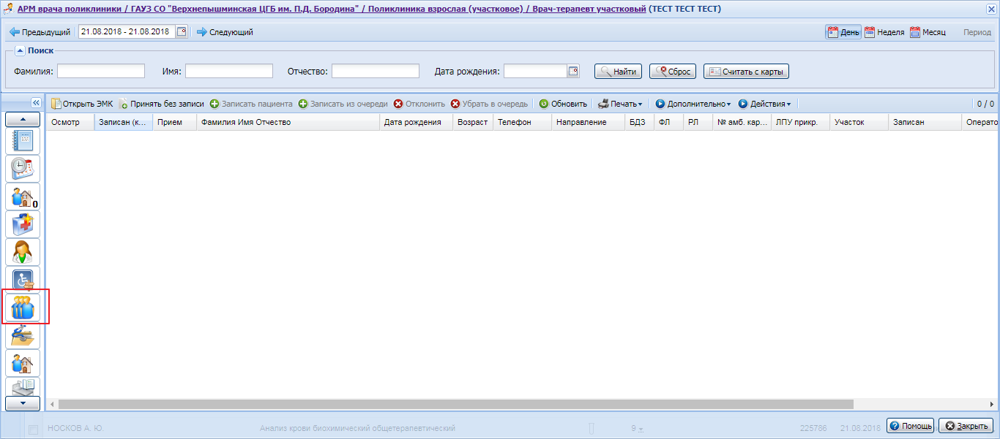 АРМ врача поликлиники / ГАУЗ СО "Верхнепышминская ЦГБ им. П.Д. Бородина" / Поликлиника взрослая (участковое) / Врач-терапевт участковый (ТЕСТ ТЕСТ ТЕСТ)
Предыдущий 21.08.2018 - 21.08.2018 Следующий День Неделя Месяц Период
Поиск
Фамилия: Имя: Отчество: Дата рождения: Найти Сброс Считать с карты
Открыть ЭМК Принять без записи Записать пациента Записать из очереди Отклонить Убрать в очередь Обновить Печать Дополнительно Действия 0 / 0
Осмотр Записан (к... Прием Фамилия Имя Отчество Дата рождения Возраст Телефон Направление БДЗ ФЛ РЛ № амб. кар... ЛПУ прикр. Участок Записан Операто
0
НОСКОВ А. Ю. Анализ крови биохимический общетерапевтический 9 225786 21.08.2018 Помощь Закрыть